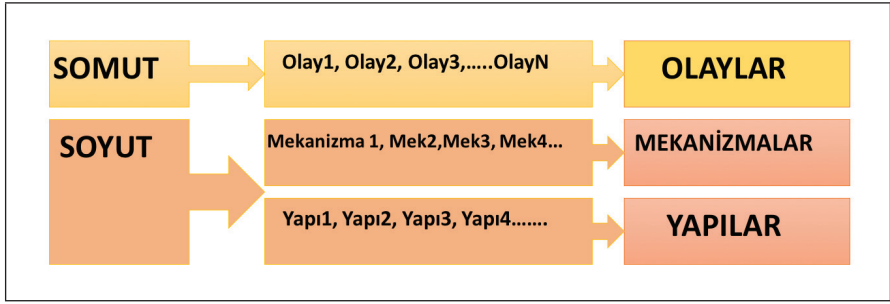 SOMUT
Olay1, Olay2, Olay3,.....OlayN
OLAYLAR
SOYUT
Mekanizma 1, Mek2,Mek3, Mek4...
MEKANİZMALAR
Yapı1, Yapı2, Yapı3, Yapı4.......
YAPILAR